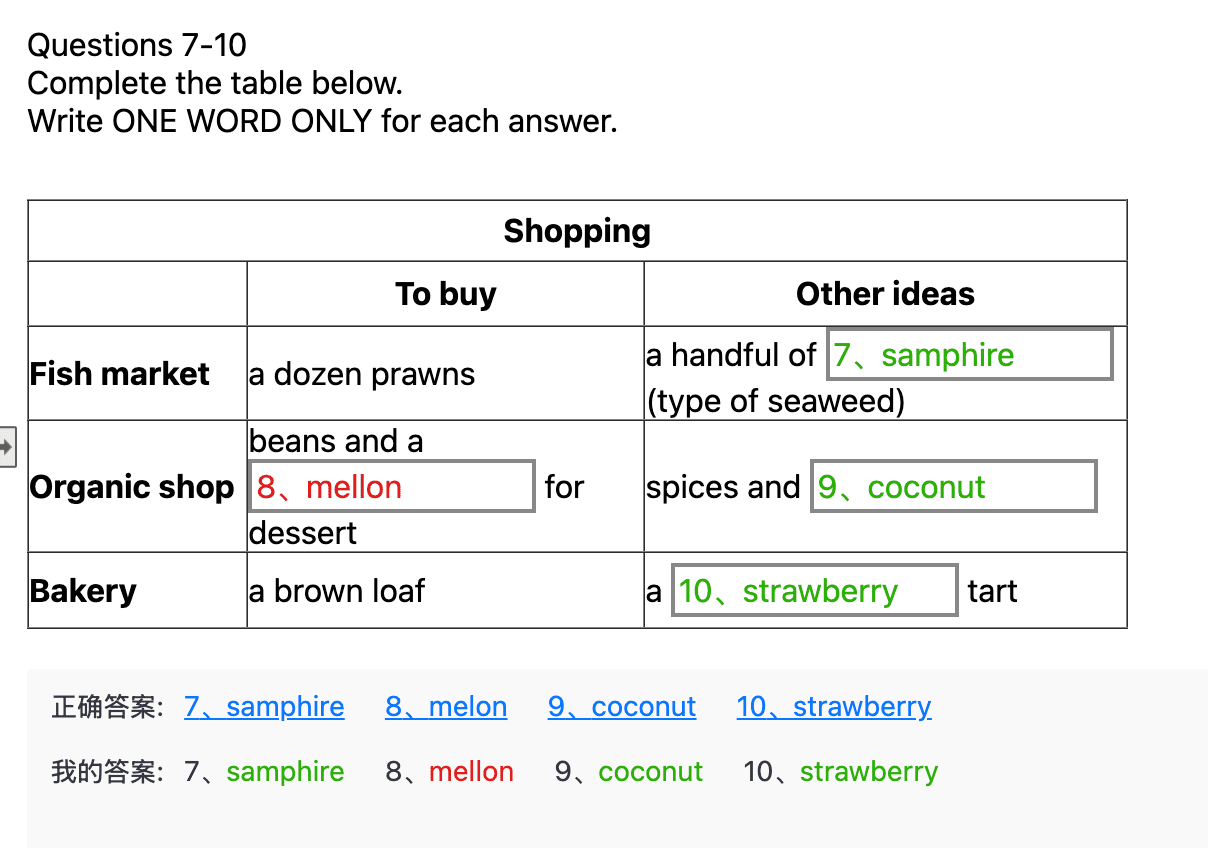 Questions 7-10
Complete the table below.
Write ONE WORD ONLY for each answer.
Shopping
To buy Other ideas
Fish market a dozen prawns a handful of 7、samphire (type of seaweed)
Organic shop beans and a 8、mellon for dessert spices and 9、coconut
Bakery a brown loaf a 10、strawberry tart
正确答案: 7、samphire 8、melon 9、coconut 10、strawberry
我的答案: 7、samphire 8、mellon 9、coconut 10、strawberry